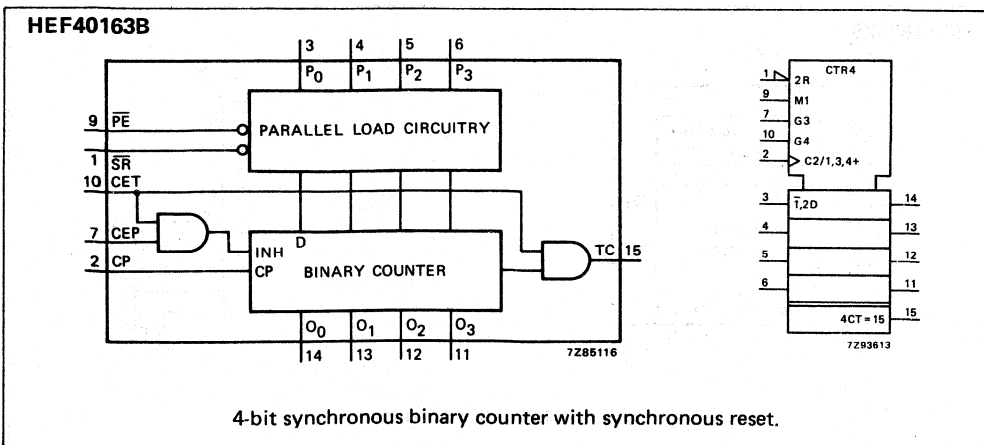 HEF40163B
3 4 5 6
P0 P1 P2 P3
9 PE
PARALLEL LOAD CIRCUITRY
1 SR
10 CET
7 CEP
2 CP
INH
D
CP
BINARY COUNTER
TC 15
O0 O1 O2 O3
14 13 12 11
7Z85116
CTR4
1 2R
9 M1
7 G3
10 G4
2 C2/1,3,4+
3 1̅,2D 14
4 13
5 12
6 11
4CT = 15 15
7Z93613
4-bit synchronous binary counter with synchronous reset.